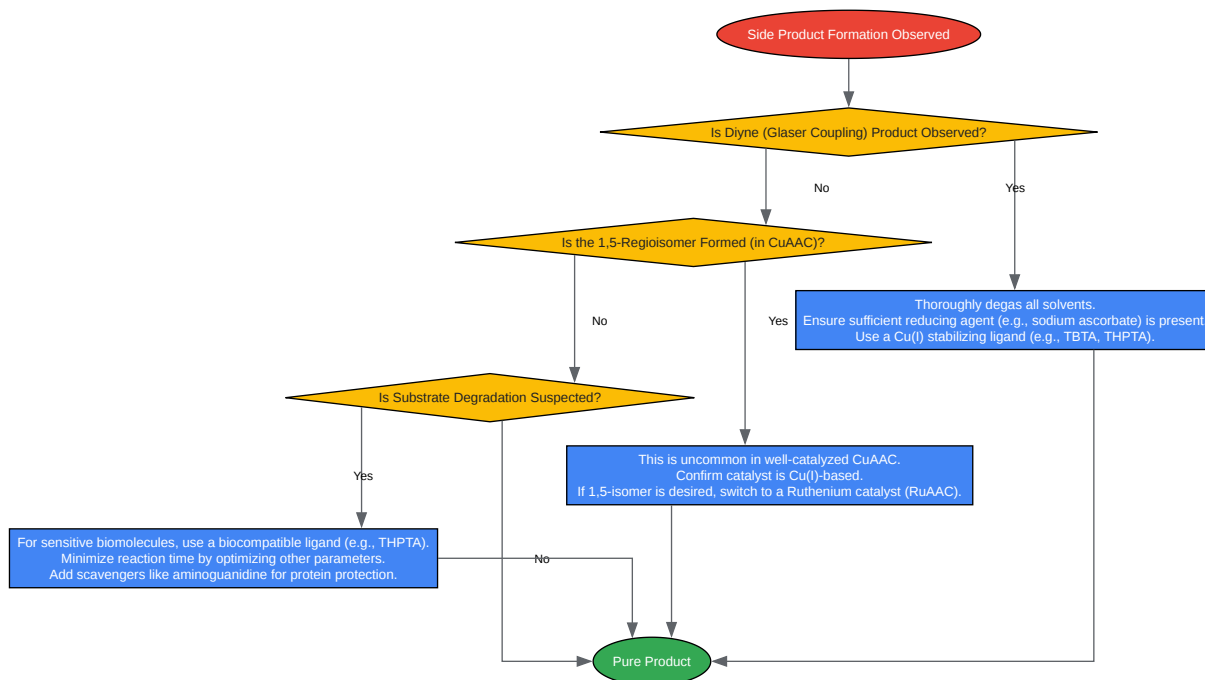 Side Product Formation Observed
Is Diyne (Glaser Coupling) Product Observed?
No
Yes
Is the 1,5-Regioisomer Formed (in CuAAC)?
Thoroughly degas all solvents.
Ensure sufficient reducing agent (e.g., sodium ascorbate) is present
Use a Cu(I) stabilizing ligand (e.g., TBTA, THPTA).
No
Yes
Is Substrate Degradation Suspected?
This is uncommon in well-catalyzed CuAAC.
Confirm catalyst is Cu(I)-based.
If 1,5-isomer is desired, switch to a Ruthenium catalyst (RuAAC).
Yes
For sensitive biomolecules, use a biocompatible ligand (e.g., THPTA).
Minimize reaction time by optimizing other parameters.
Add scavengers like aminoguanidine for protein protection.
No
Pure Product